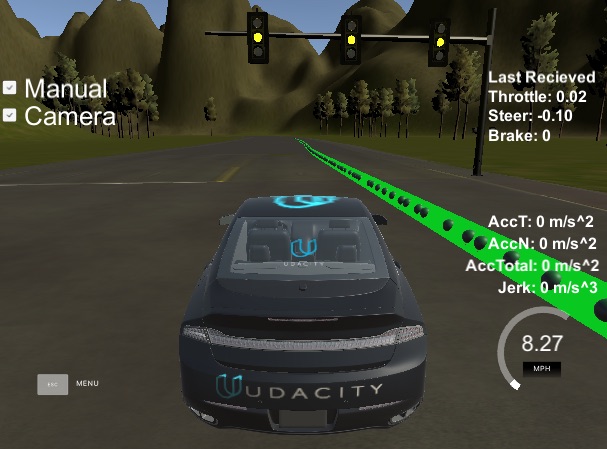 Manual
Camera
Last Recieved
Throttle: 0.02
Steer: -0.10
Brake: 0
AccT: 0 m/s^2
AccN: 0 m/s^2
AccTotal: 0 m/s^2
Jerk: 0 m/s^3
8.27
MPH
ESC
MENU
UDACITY
UDACITY